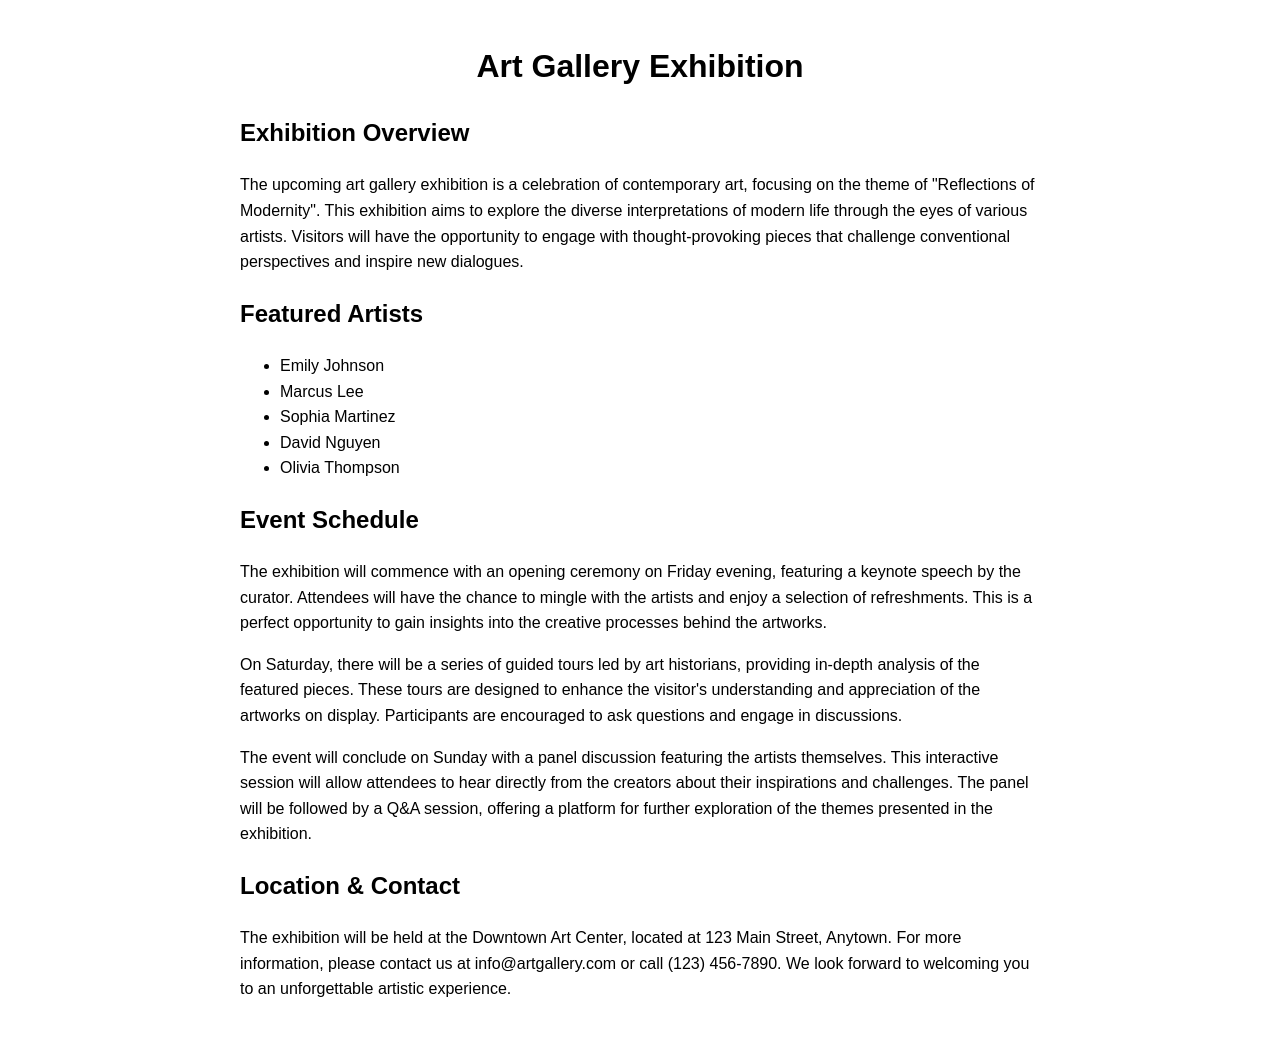 Art Gallery Exhibition
Exhibition Overview
The upcoming art gallery exhibition is a celebration of contemporary art, focusing on the theme of "Reflections of
Modernity". This exhibition aims to explore the diverse interpretations of modern life through the eyes of various
artists. Visitors will have the opportunity to engage with thought-provoking pieces that challenge conventional
perspectives and inspire new dialogues.
Featured Artists
• Emily Johnson
• Marcus Lee
• Sophia Martinez
• David Nguyen
• Olivia Thompson
Event Schedule
The exhibition will commence with an opening ceremony on Friday evening, featuring a keynote speech by the
curator. Attendees will have the chance to mingle with the artists and enjoy a selection of refreshments. This is a
perfect opportunity to gain insights into the creative processes behind the artworks.
On Saturday, there will be a series of guided tours led by art historians, providing in-depth analysis of the
featured pieces. These tours are designed to enhance the visitor's understanding and appreciation of the
artworks on display. Participants are encouraged to ask questions and engage in discussions.
The event will conclude on Sunday with a panel discussion featuring the artists themselves. This interactive
session will allow attendees to hear directly from the creators about their inspirations and challenges. The panel
will be followed by a Q&A session, offering a platform for further exploration of the themes presented in the
exhibition.
Location & Contact
The exhibition will be held at the Downtown Art Center, located at 123 Main Street, Anytown. For more
information, please contact us at info@artgallery.com or call (123) 456-7890. We look forward to welcoming you
to an unforgettable artistic experience.